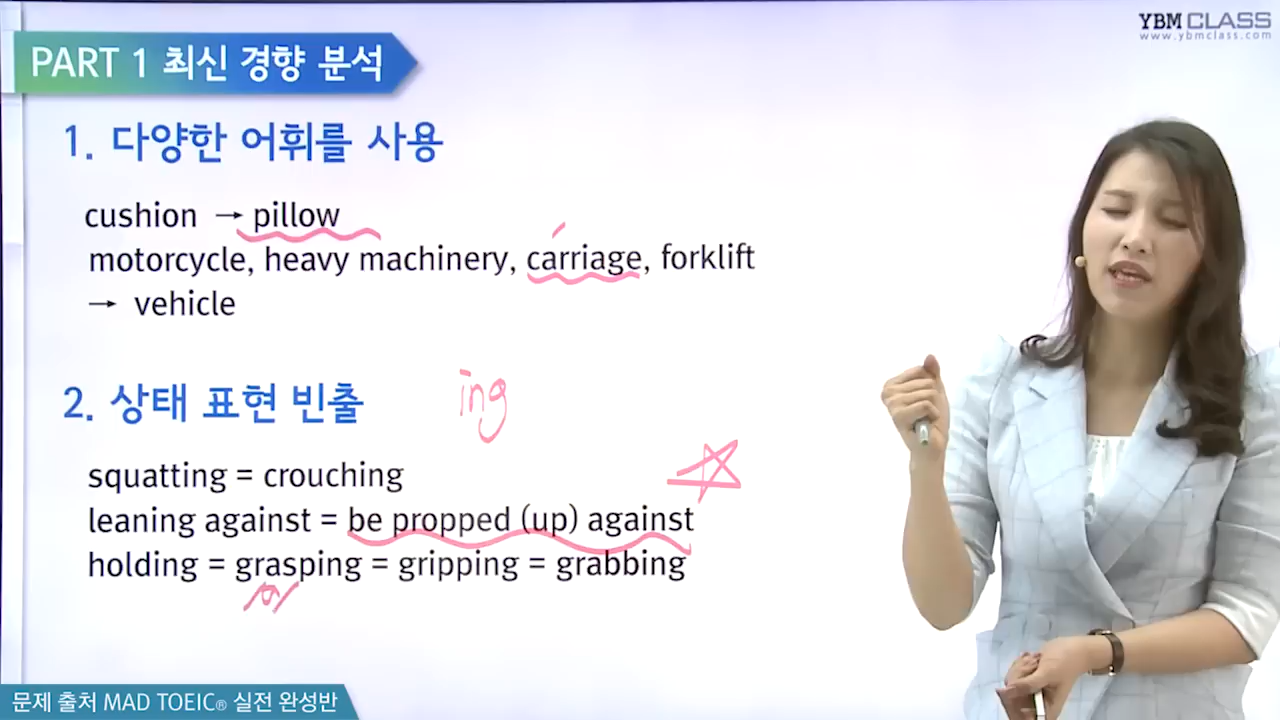 YBM CLASS
www.ybmclass.com
PART 1 최신 경향 분석
1. 다양한 어휘를 사용
cushion → pillow
motorcycle, heavy machinery, carriage, forklift
→ vehicle
2. 상태 표현 빈출
ing
squatting = crouching
leaning against = be propped (up) against
holding = grasping = gripping = grabbing
문제 출처 MAD TOEIC® 실전 완성반